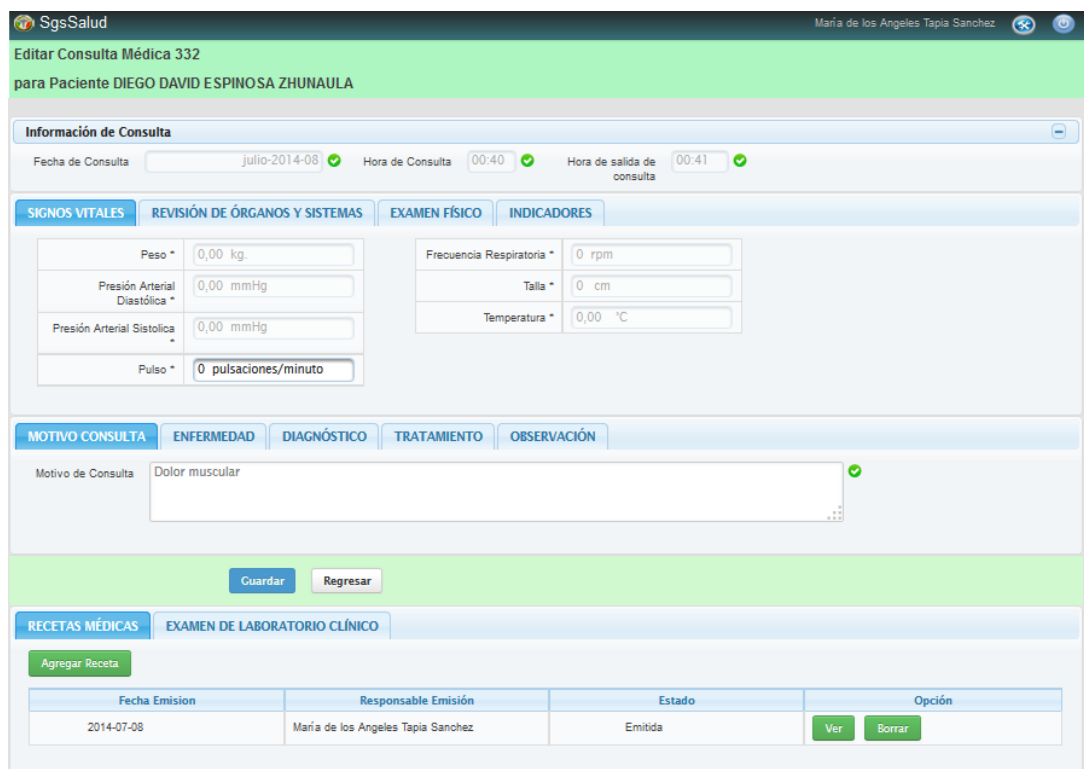 SgsSalud
María de los Angeles Tapia Sanchez
Editar Consulta Médica 332
para Paciente DIEGO DAVID ESPINOSA ZHUNAULA
Información de Consulta
Fecha de Consulta julio-2014-08 Hora de Consulta 00:40 Hora de salida de consulta 00:41
SIGNOS VITALES REVISIÓN DE ÓRGANOS Y SISTEMAS EXAMEN FÍSICO INDICADORES
Peso * 0,00 kg.
Presión Arterial Diastólica * 0,00 mmHg
Presión Arterial Sistolica * 0,00 mmHg
Pulso * 0 pulsaciones/minuto
Frecuencia Respiratoria * 0 rpm
Talla * 0 cm
Temperatura * 0,00 °C
MOTIVO CONSULTA ENFERMEDAD DIAGNÓSTICO TRATAMIENTO OBSERVACIÓN
Motivo de Consulta Dolor muscular
Guardar Regresar
RECETAS MÉDICAS EXAMEN DE LABORATORIO CLÍNICO
Agregar Receta
Fecha Emision Responsable Emisión Estado Opción
2014-07-08 María de los Angeles Tapia Sanchez Emitida Ver Borrar